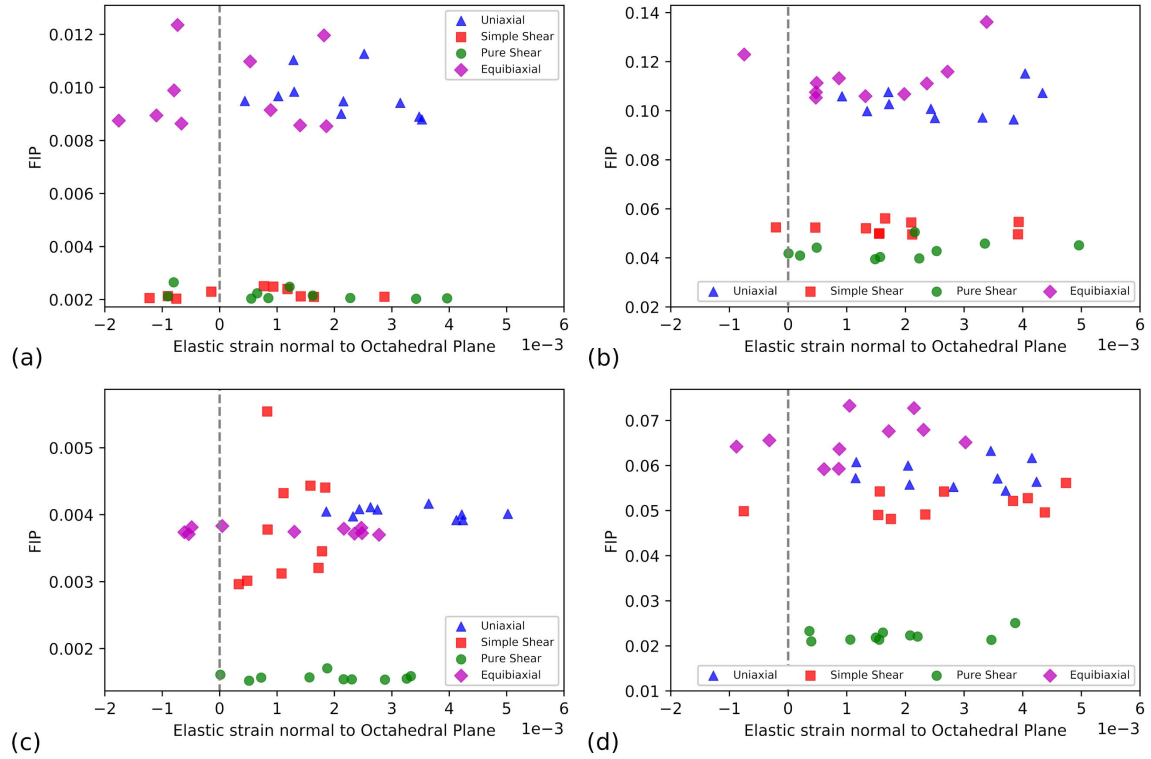 0.012
0.010
0.008
0.006
0.004
0.002
FIP
Uniaxial
Simple Shear
Pure Shear
Equibiaxial
−2 −1 0 1 2 3 4 5 6
1e−3
Elastic strain normal to Octahedral Plane
(a)
0.14
0.12
0.10
0.08
0.06
0.04
0.02
FIP
Uniaxial Simple Shear Pure Shear Equibiaxial
−2 −1 0 1 2 3 4 5 6
1e−3
Elastic strain normal to Octahedral Plane
(b)
0.005
0.004
0.003
0.002
FIP
Uniaxial
Simple Shear
Pure Shear
Equibiaxial
−2 −1 0 1 2 3 4 5 6
1e−3
Elastic strain normal to Octahedral Plane
(c)
0.07
0.06
0.05
0.04
0.03
0.02
0.01
FIP
Uniaxial Simple Shear Pure Shear Equibiaxial
−2 −1 0 1 2 3 4 5 6
1e−3
Elastic strain normal to Octahedral Plane
(d)